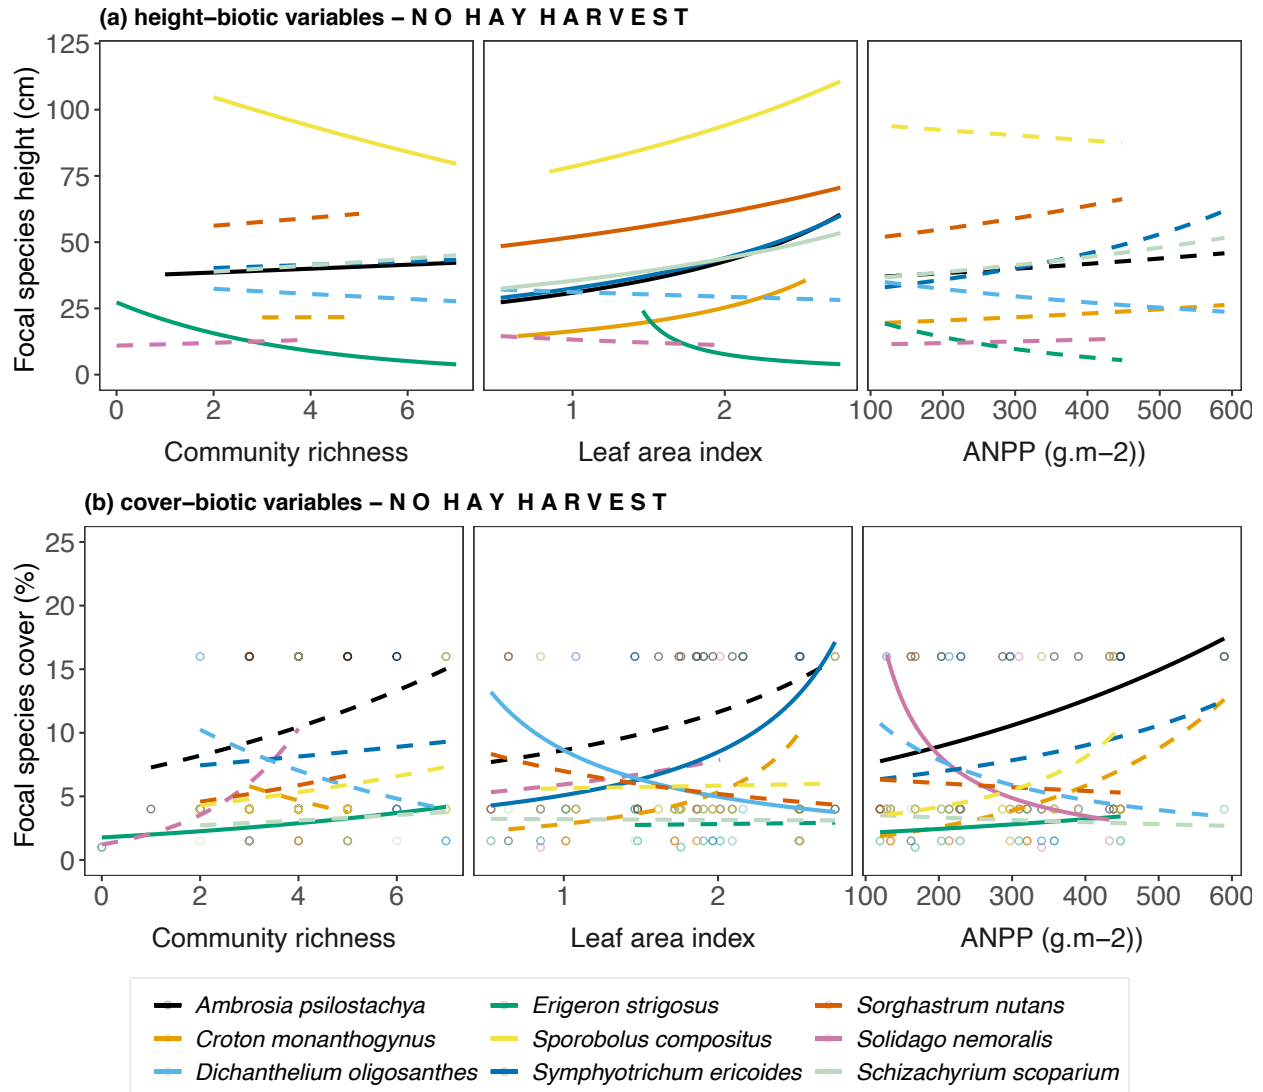 (a) height−biotic variables − N O H A Y H A R V E S T
Focal species height (cm)
125
100
75
50
25
0
0 2 4 6
1 2
100 200 300 400 500 600
Community richness
Leaf area index
ANPP (g.m−2))
(b) cover−biotic variables − N O H A Y H A R V E S T
Focal species cover (%)
25
20
15
10
5
0
0 2 4 6
1 2
100 200 300 400 500 600
Community richness
Leaf area index
ANPP (g.m−2))
Ambrosia psilostachya
Erigeron strigosus
Sorghastrum nutans
Croton monanthogynus
Sporobolus compositus
Solidago nemoralis
Dichanthelium oligosanthes
Symphyotrichum ericoides
Schizachyrium scoparium